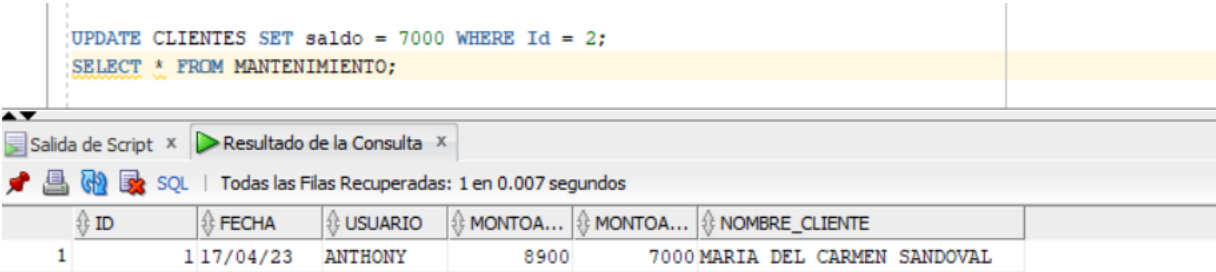 UPDATE CLIENTES SET saldo = 7000 WHERE Id = 2;
SELECT * FROM MANTENIMIENTO;
Salida de Script x Resultado de la Consulta x
SQL | Todas las Filas Recuperadas: 1 en 0.007 segundos
ID FECHA USUARIO MONTOA... MONTOA... NOMBRE_CLIENTE
1 1 17/04/23 ANTHONY 8900 7000 MARIA DEL CARMEN SANDOVAL